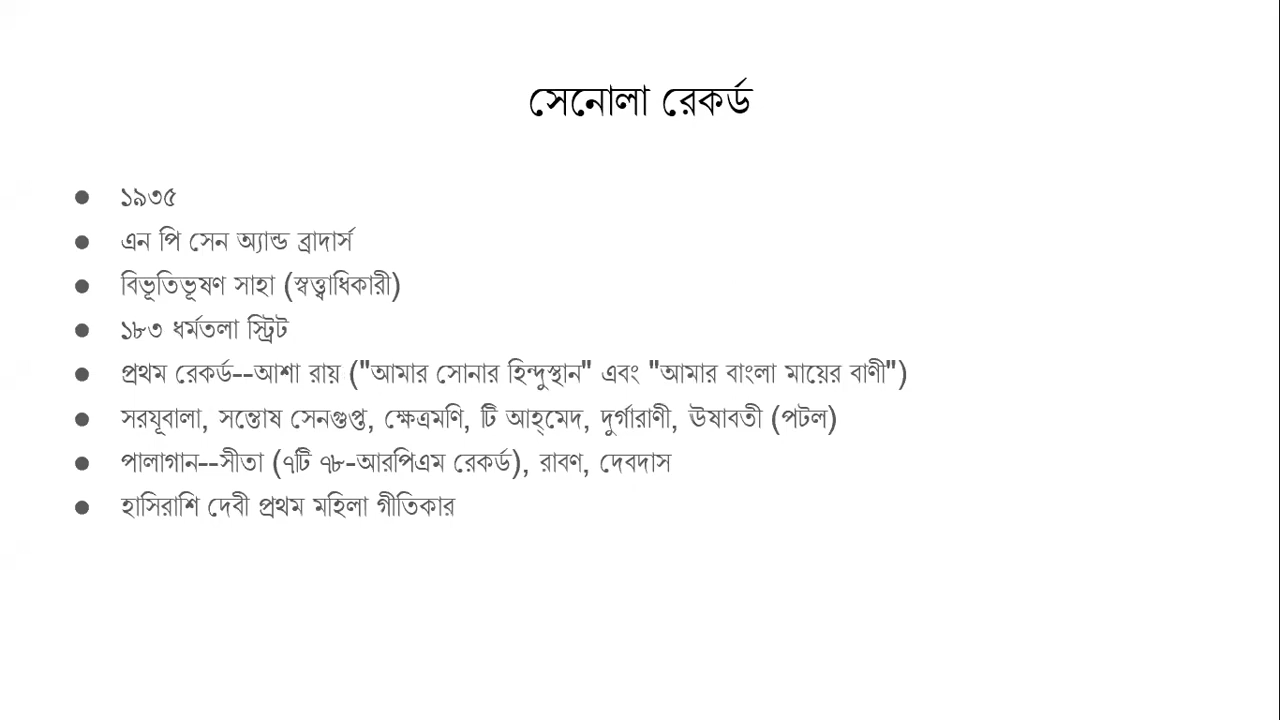 সেনোলা রেকর্ড
● ১৯৩৫
● এন পি সেন অ্যান্ড ব্রাদার্স
● বিভূতিভূষণ সাহা (স্বত্ত্বাধিকারী)
● ১৮৩ ধর্মতলা স্ট্রিট
● প্রথম রেকর্ড--আশা রায় ("আমার সোনার হিন্দুস্থান" এবং "আমার বাংলা মায়ের বাণী")
● সরযূবালা, সন্তোষ সেনগুপ্ত, ক্ষেত্রমণি, টি আহ্‌মেদ, দুর্গারাণী, ঊষাবতী (পটল)
● পালাগান--সীতা (৭টি ৭৮-আরপিএম রেকর্ড), রাবণ, দেবদাস
● হাসিরাশি দেবী প্রথম মহিলা গীতিকার